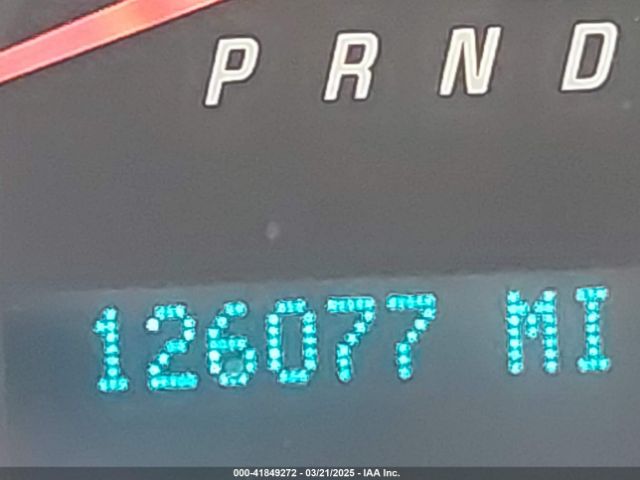 P R N D
126077 MI
000-41849272 - 03/21/2025 - IAA Inc.